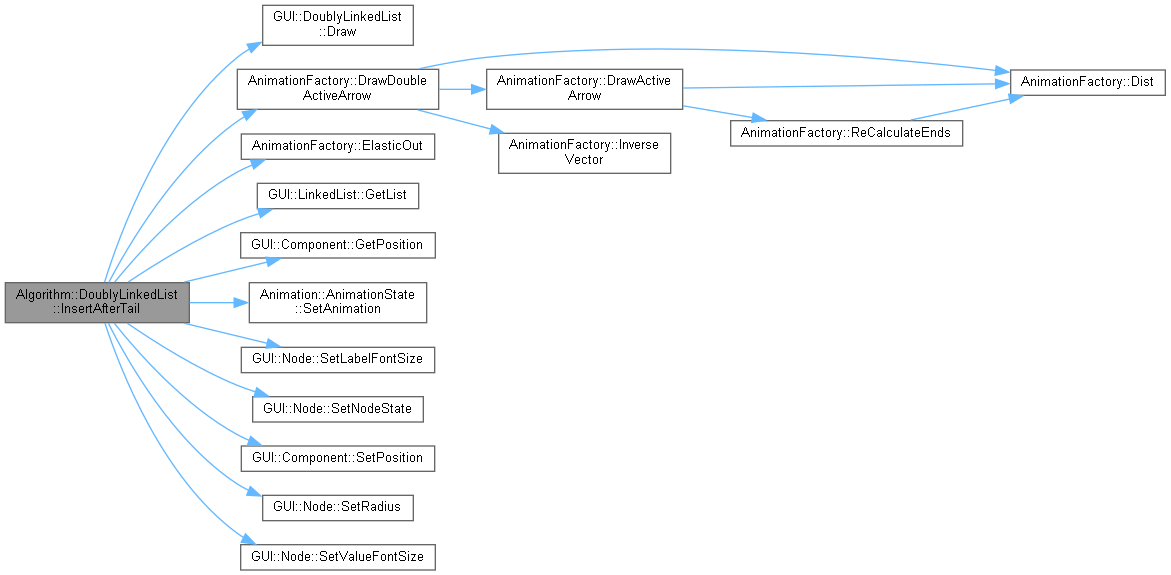 GUI::DoublyLinkedList
::Draw
AnimationFactory::DrawDouble
ActiveArrow
AnimationFactory::DrawActive
Arrow
AnimationFactory::Dist
AnimationFactory::ReCalculateEnds
AnimationFactory::ElasticOut
AnimationFactory::Inverse
Vector
GUI::LinkedList::GetList
GUI::Component::GetPosition
Algorithm::DoublyLinkedList
::InsertAfterTail
Animation::AnimationState
::SetAnimation
GUI::Node::SetLabelFontSize
GUI::Node::SetNodeState
GUI::Component::SetPosition
GUI::Node::SetRadius
GUI::Node::SetValueFontSize